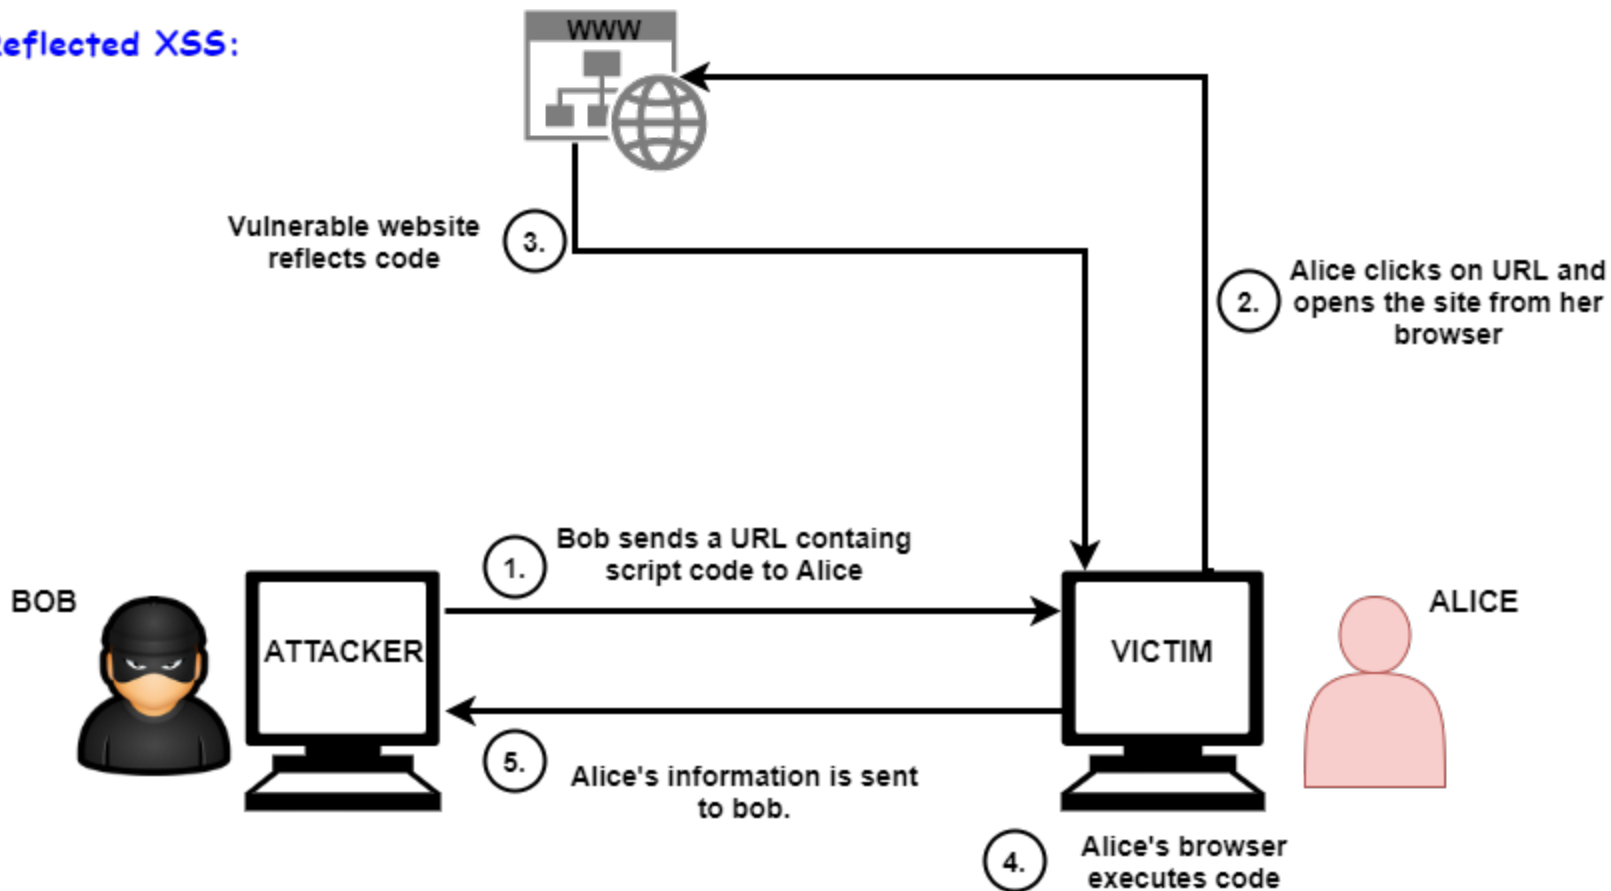 eflected XSS:
WWW
Vulnerable website
reflects code
3.
2.
Alice clicks on URL and
opens the site from her
browser
1.
Bob sends a URL containg
script code to Alice
BOB
ATTACKER
VICTIM
ALICE
5.
Alice's information is sent
to bob.
4.
Alice's browser
executes code